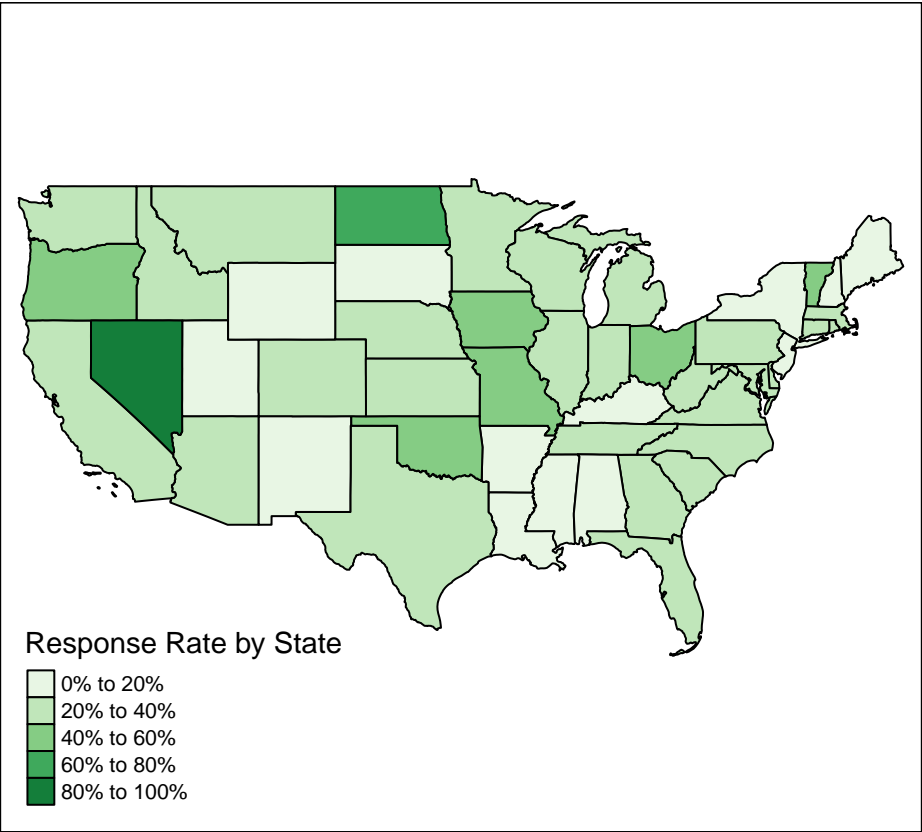 Response Rate by State
0% to 20%
20% to 40%
40% to 60%
60% to 80%
80% to 100%